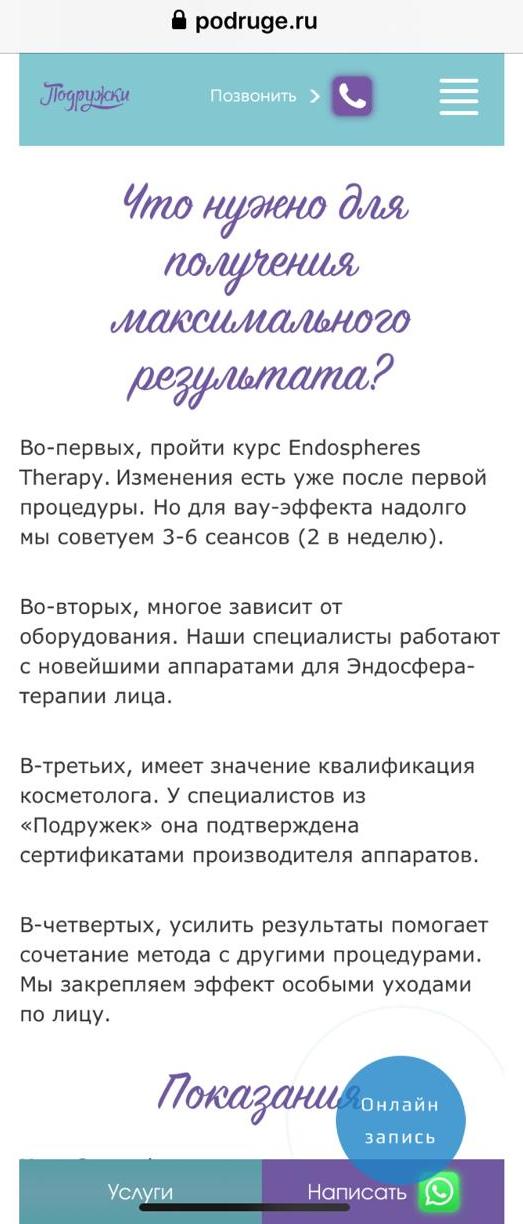 podruge.ru
Подружки
Позвонить
Что нужно для
получения
максимального
результата?
Во-первых, пройти курс Endospheres
Therapy. Изменения есть уже после первой
процедуры. Но для вау-эффекта надолго
мы советуем 3-6 сеансов (2 в неделю).
Во-вторых, многое зависит от
оборудования. Наши специалисты работают
с новейшими аппаратами для Эндосфера-
терапии лица.
В-третьих, имеет значение квалификация
косметолога. У специалистов из
«Подружек» она подтверждена
сертификатами производителя аппаратов.
В-четвертых, усилить результаты помогает
сочетание метода с другими процедурами.
Мы закрепляем эффект особыми уходами
по лицу.
Показания
Онлайн
запись
Услуги
Написать